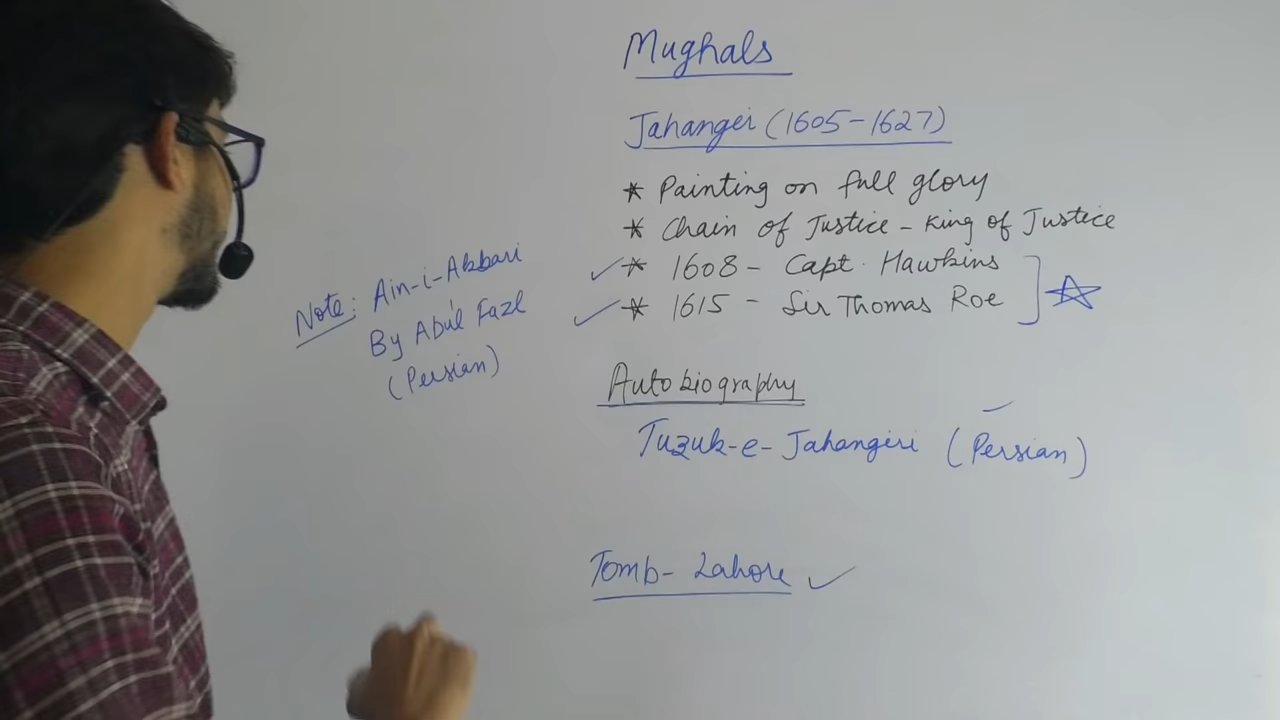 Mughals
Jahangir (1605-1627)
* Painting on full glory
* Chain of Justice - King of Justice
* 1608 - Capt. Hawkins
* 1615 - Sir Thomas Roe
Note: Ain-i-Akbari
By Abul Fazl
(Persian)
Autobiography
Tuzuk-e-Jahangiri (Persian)
Tomb- Lahore